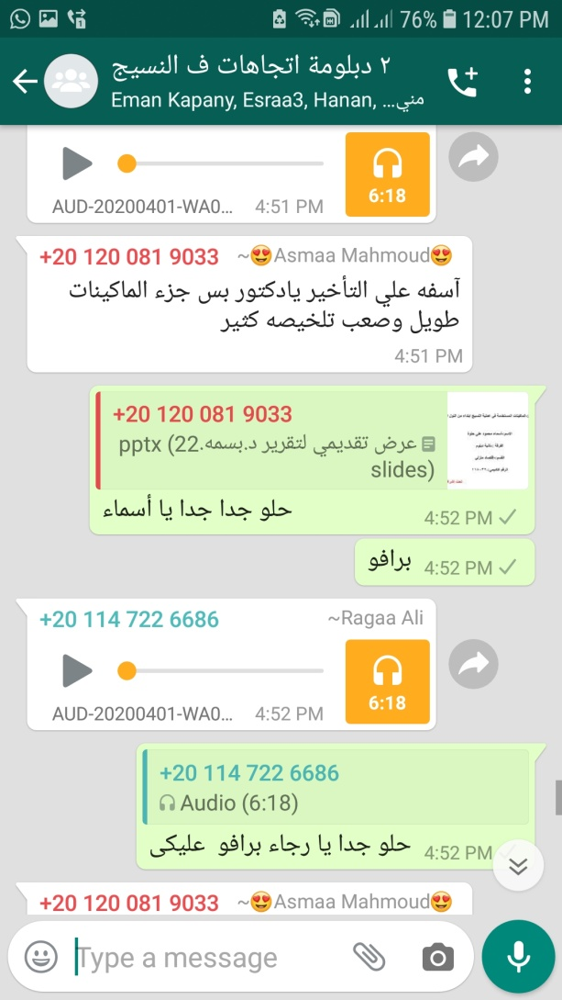 76% 12:07 PM
٢ دبلومة اتجاهات ف النسيج
Eman Kapany, Esraa3, Hanan, ...مني
6:18
AUD-20200401-WA0... 4:51 PM
+20 120 081 9033 ~😍Asmaa Mahmoud😍
آسفه علي التأخير يادكتور بس جزء الماكينات
طويل وصعب تلخيصه كثير
4:51 PM
+20 120 081 9033
عرض تقديمي لتقرير د.بسمه.pptx (22
slides)
حلو جدا جدا يا أسماء 4:52 PM
برافو 4:52 PM
+20 114 722 6686 ~Ragaa Ali
6:18
AUD-20200401-WA0... 4:52 PM
+20 114 722 6686
Audio (6:18)
حلو جدا يا رجاء برافو عليكى 4:52 PM
+20 120 081 9033 ~😍Asmaa Mahmoud😍
Type a message